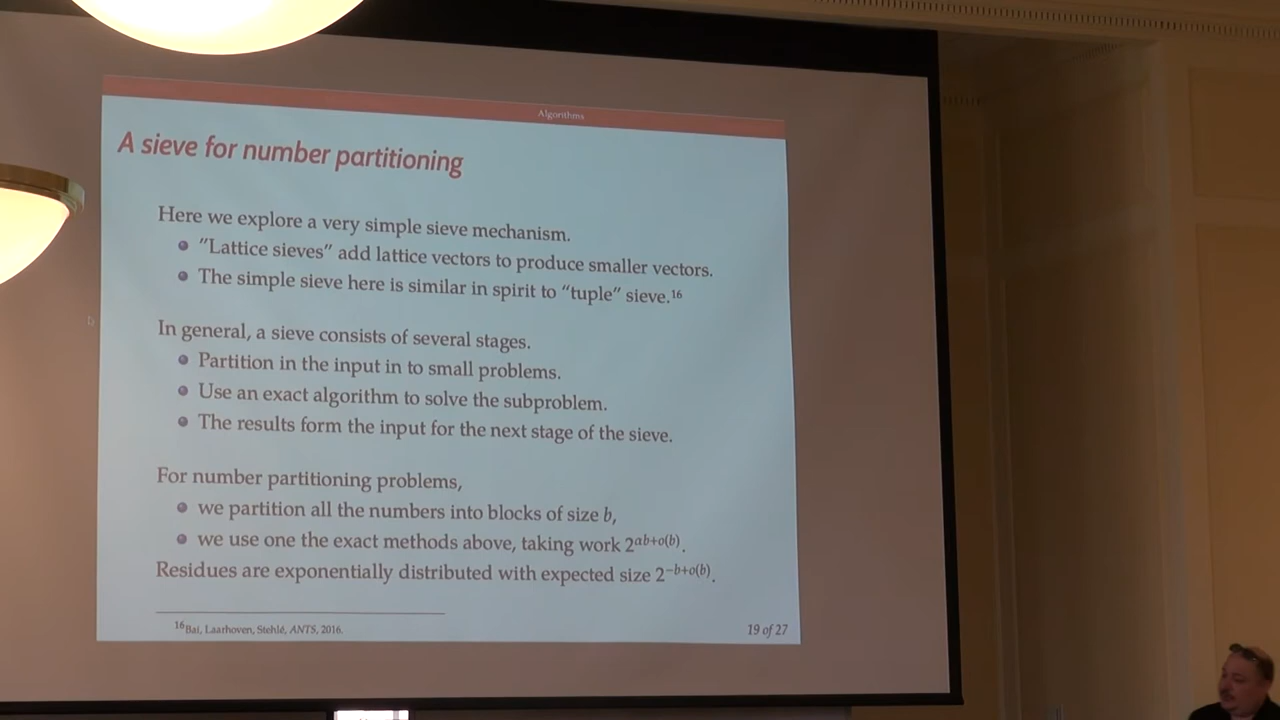 Algorithms
A sieve for number partitioning
Here we explore a very simple sieve mechanism.
"Lattice sieves" add lattice vectors to produce smaller vectors.
The simple sieve here is similar in spirit to "tuple" sieve.¹⁶
In general, a sieve consists of several stages.
Partition in the input in to small problems.
Use an exact algorithm to solve the subproblem.
The results form the input for the next stage of the sieve.
For number partitioning problems,
we partition all the numbers into blocks of size b,
we use one the exact methods above, taking work 2^{ab+o(b)}.
Residues are exponentially distributed with expected size 2^{−b+o(b)}.
¹⁶Bai, Laarhoven, Stehlé, ANTS, 2016.
19 of 27